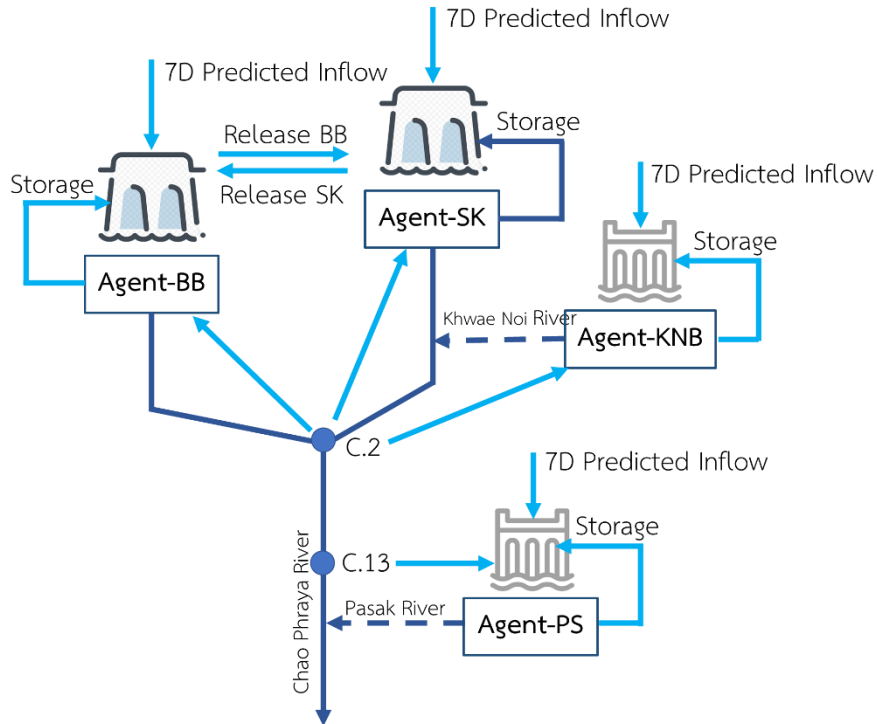 7D Predicted Inflow
7D Predicted Inflow
Release BB
Storage
Storage
Release SK
7D Predicted Inflow
Agent-SK
Storage
Agent-BB
Khwae Noi River
Agent-KNB
C.2
7D Predicted Inflow
Storage
C.13
Chao Phraya River
Pasak River
Agent-PS